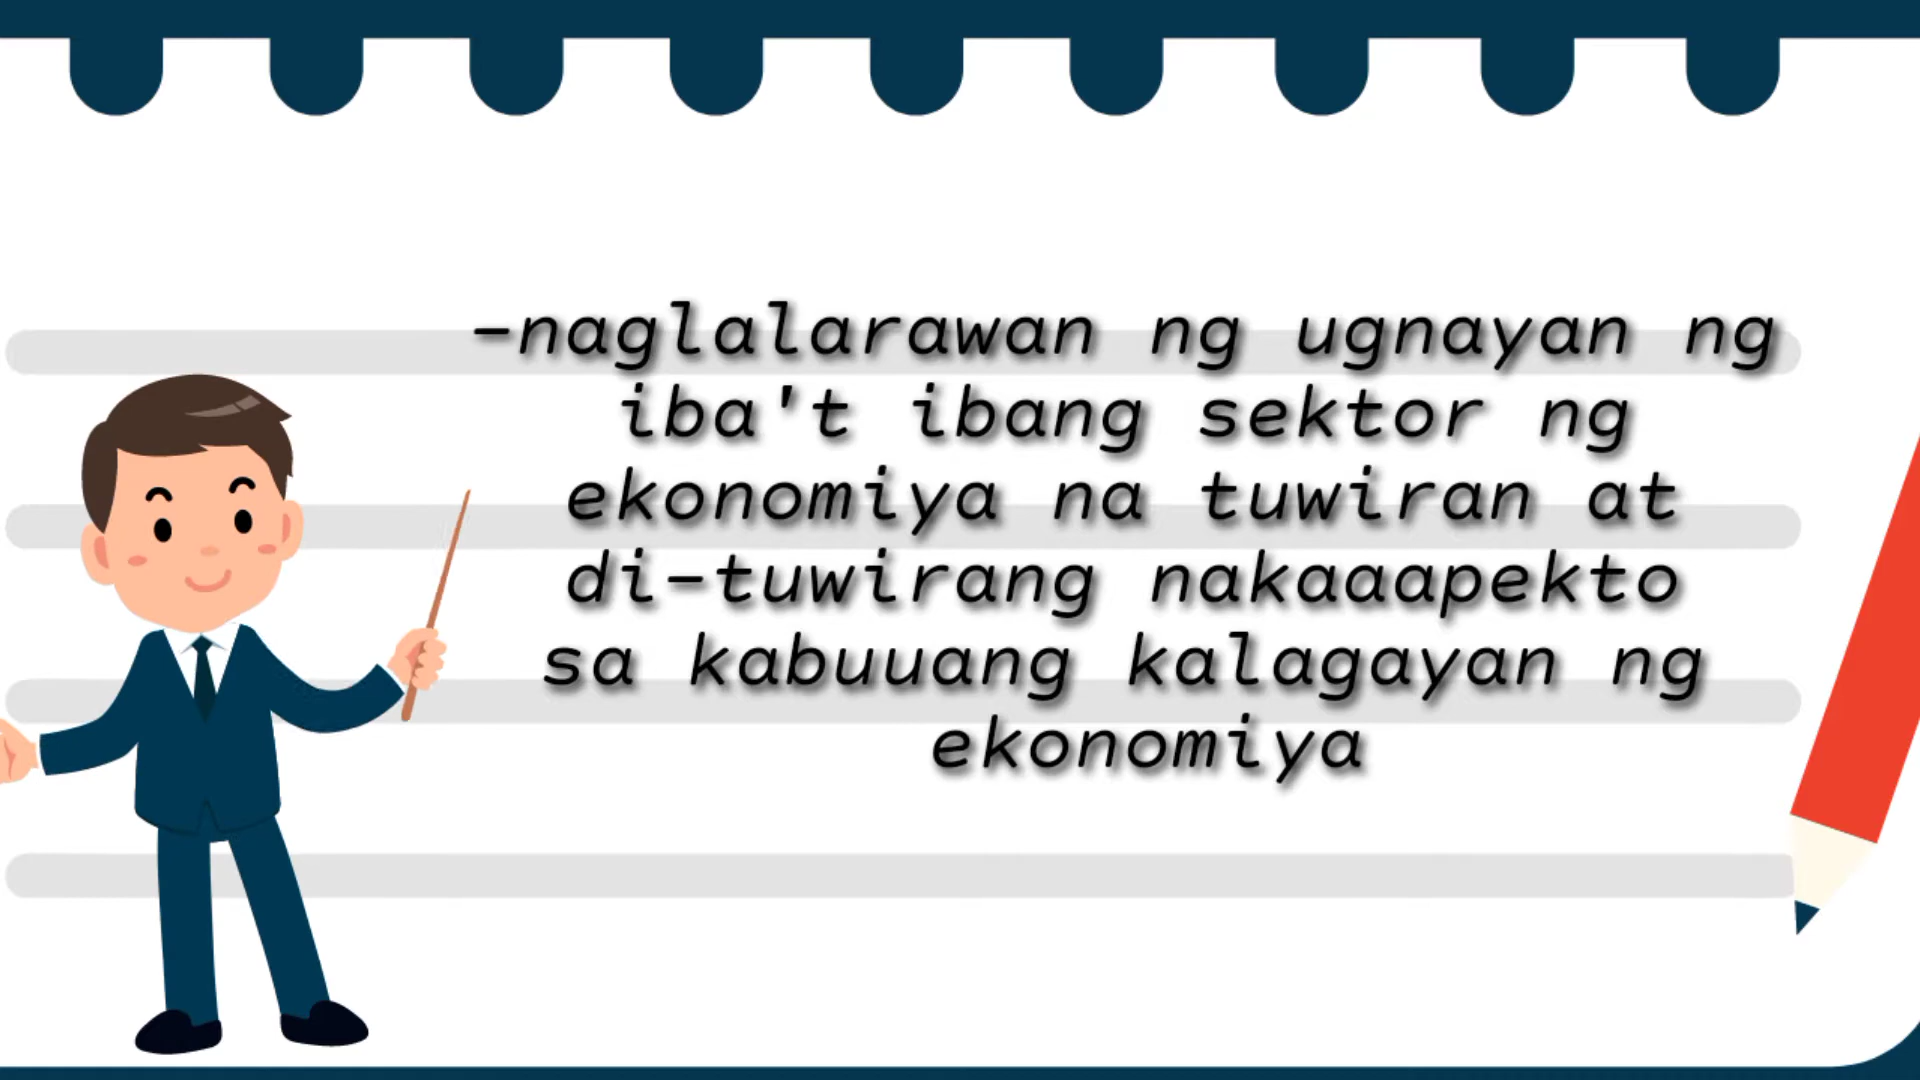 -naglalarawan ng ugnayan ng
iba't ibang sektor ng
ekonomiya na tuwiran at
di-tuwirang nakaaapekto
sa kabuuang kalagayan ng
ekonomiya